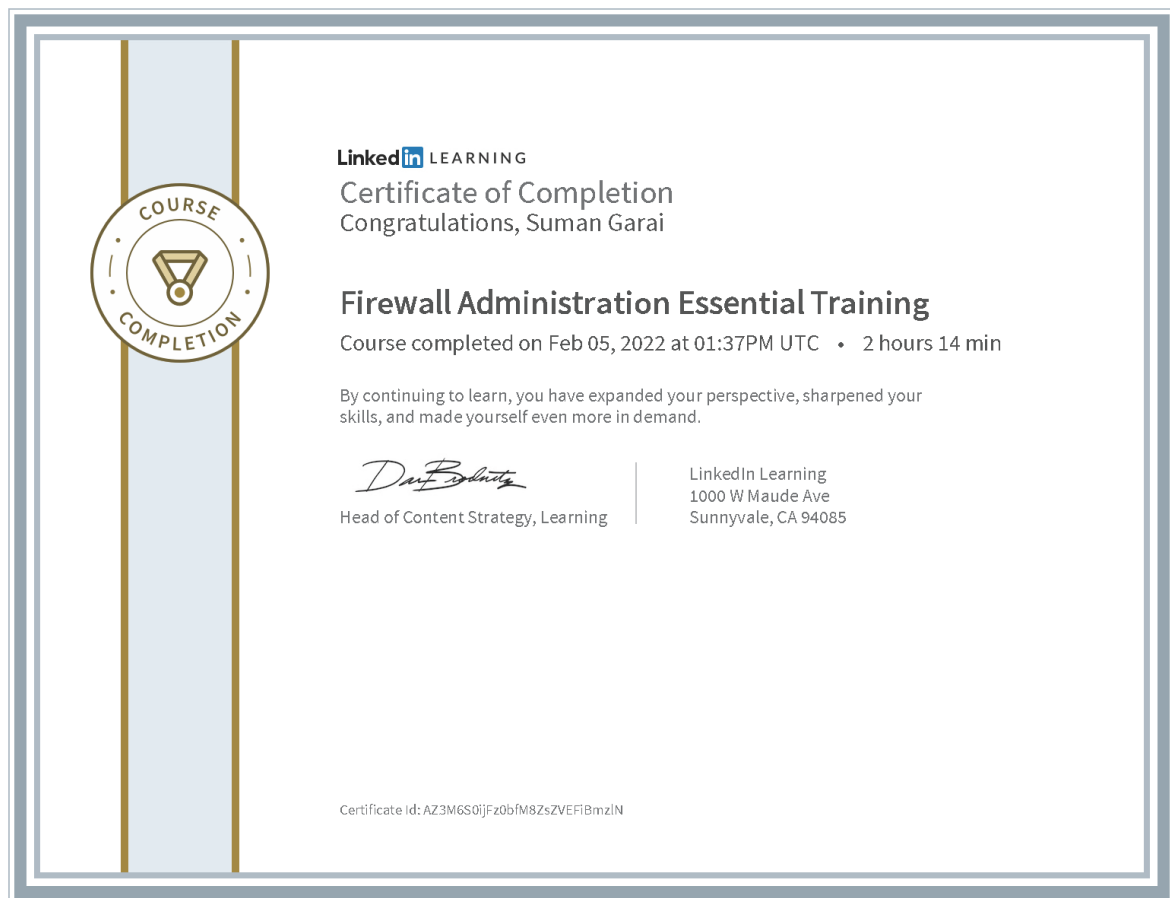 COURSE
COMPLETION
Linked in LEARNING
Certificate of Completion
Congratulations, Suman Garai
Firewall Administration Essential Training
Course completed on Feb 05, 2022 at 01:37PM UTC • 2 hours 14 min
By continuing to learn, you have expanded your perspective, sharpened your
skills, and made yourself even more in demand.
Head of Content Strategy, Learning
LinkedIn Learning
1000 W Maude Ave
Sunnyvale, CA 94085
Certificate Id: AZ3M6S0ijFz0bfM8ZsZVEFiBmzlN